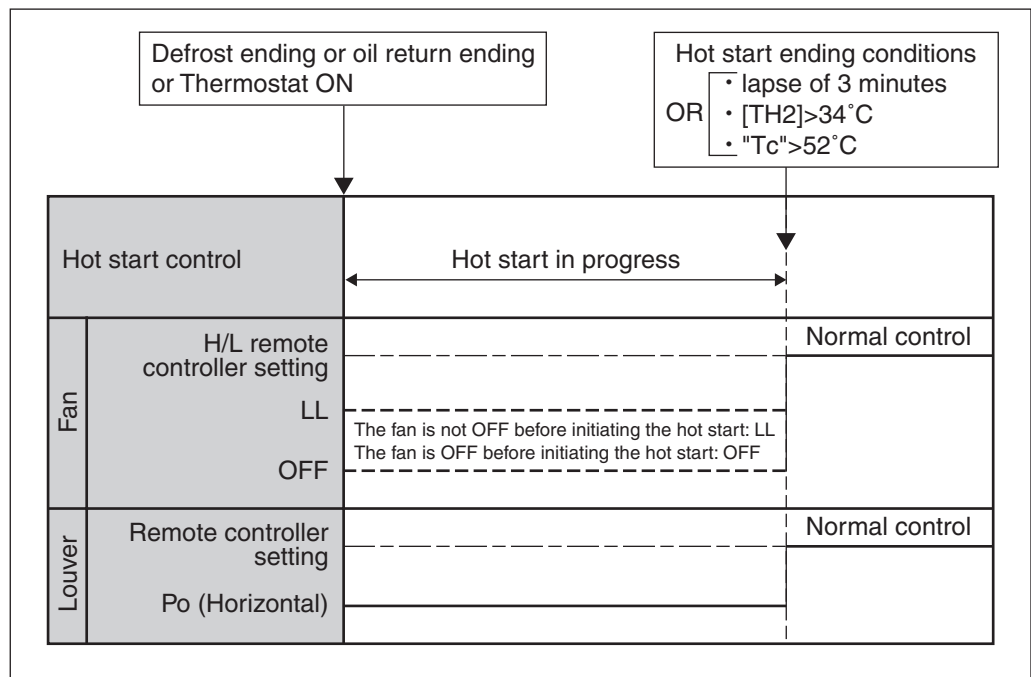 Defrost ending or oil return ending
or Thermostat ON
Hot start ending conditions
OR
・ lapse of 3 minutes
・ [TH2]>34˚C
・ "Tc">52˚C
Hot start control
Hot start in progress
Fan
H/L remote
controller setting
Normal control
LL
The fan is not OFF before initiating the hot start: LL
The fan is OFF before initiating the hot start: OFF
OFF
Louver
Remote controller
setting
Normal control
Po (Horizontal)